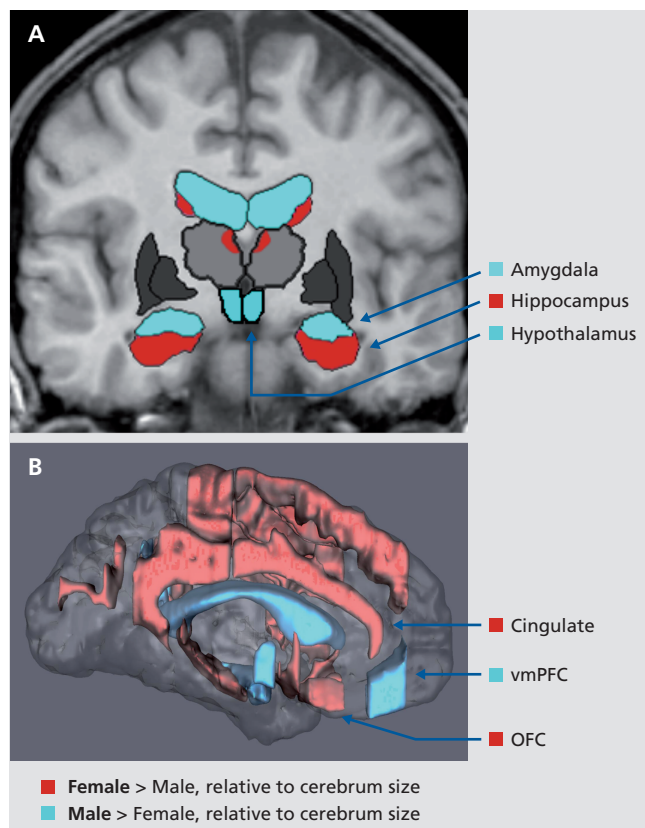 A
Amygdala
Hippocampus
Hypothalamus
B
Cingulate
vmPFC
OFC
Female > Male, relative to cerebrum size
Male > Female, relative to cerebrum size